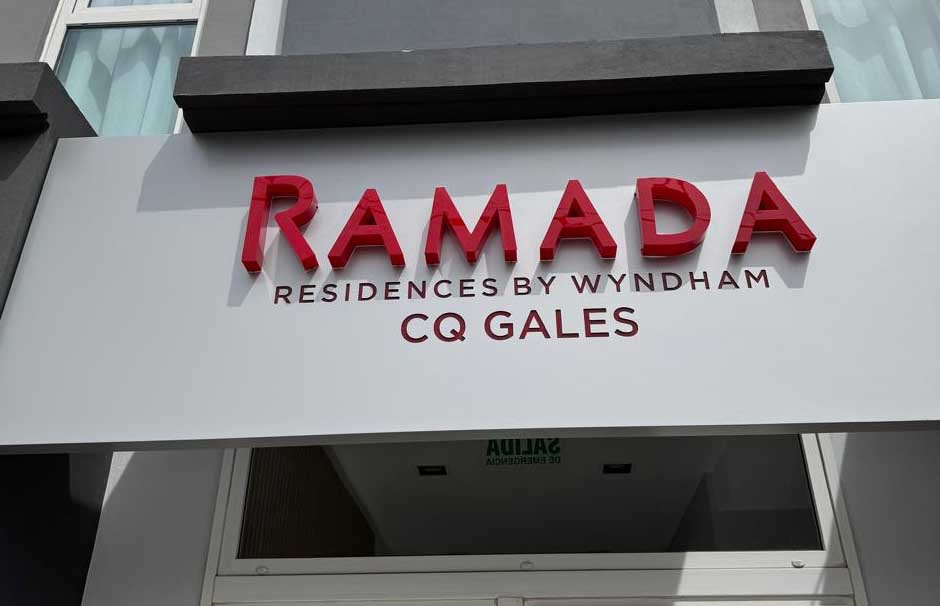 RAMADA
RESIDENCES BY WYNDHAM
CQ GALES
SALIDA
DE EMERGENCIA